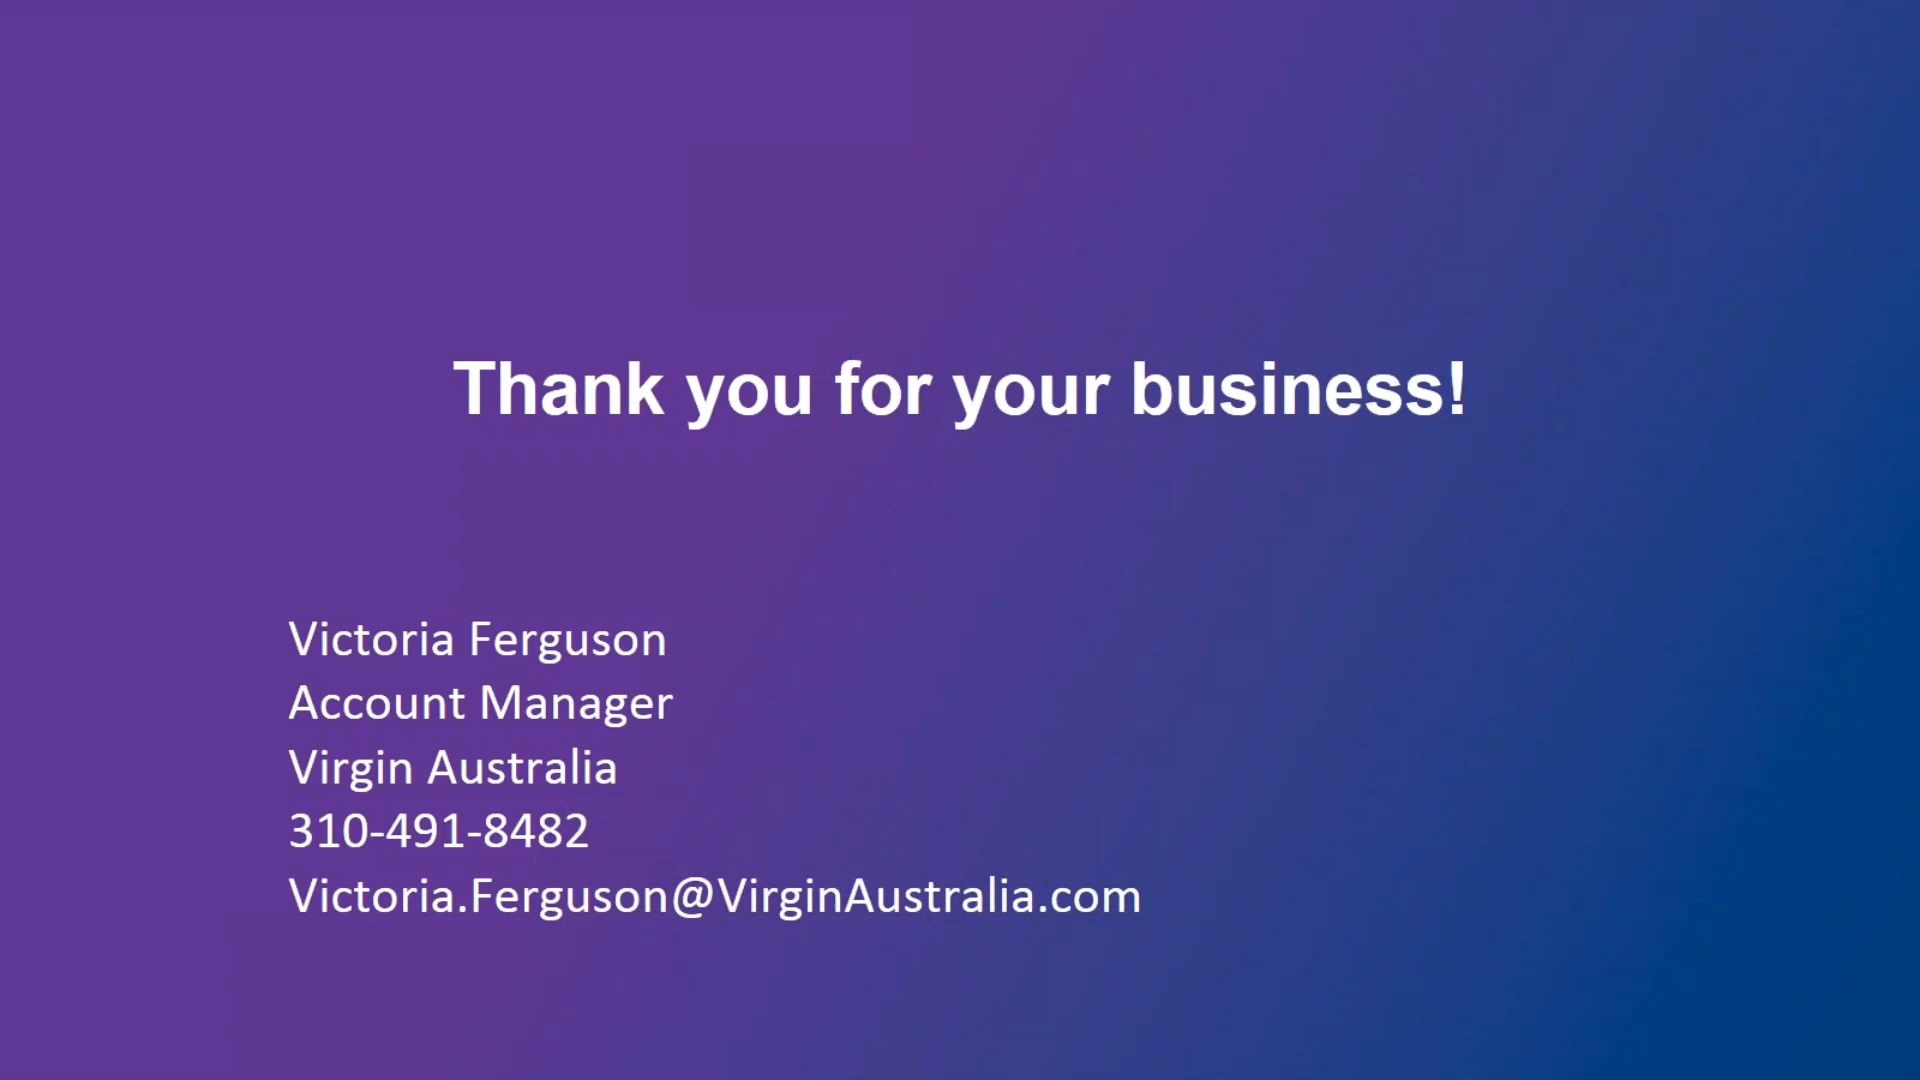 Thank you for your business!
Victoria Ferguson
Account Manager
Virgin Australia
310-491-8482
Victoria.Ferguson@VirginAustralia.com